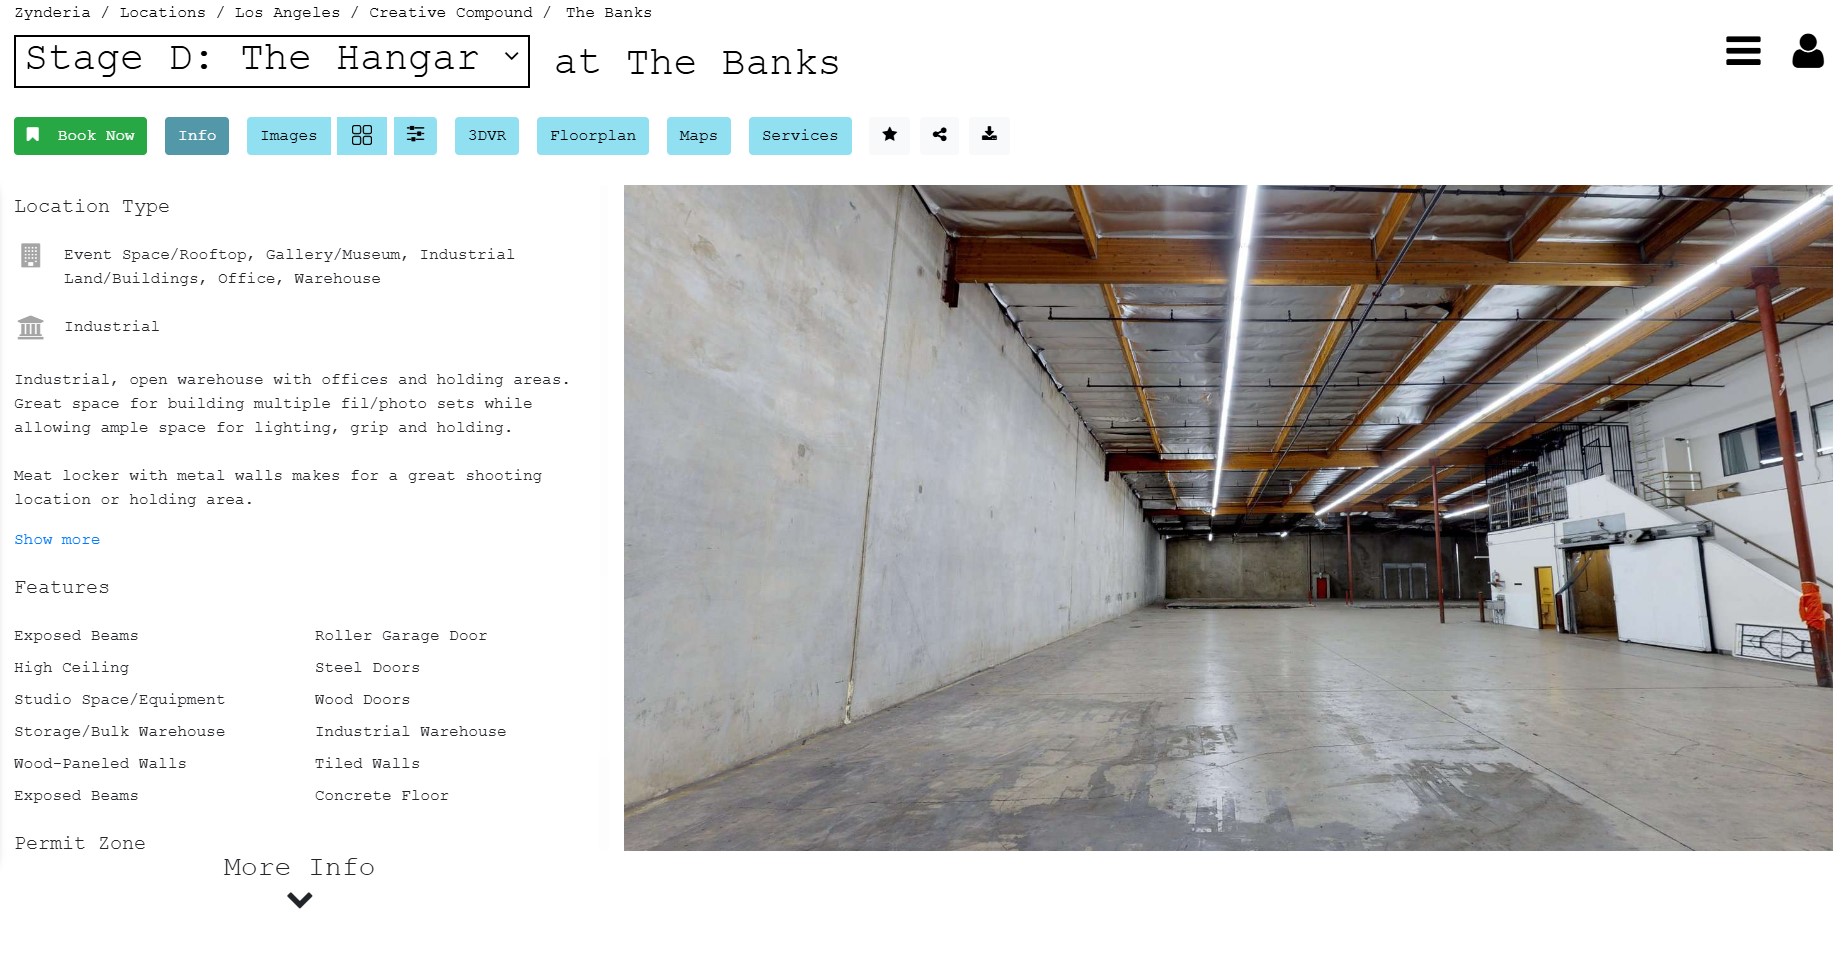 Zynderia / Locations / Los Angeles / Creative Compound / The Banks
Stage D: The Hangar at The Banks
Book Now Info Images 3DVR Floorplan Maps Services
Location Type
Event Space/Rooftop, Gallery/Museum, Industrial
Land/Buildings, Office, Warehouse
Industrial
Industrial, open warehouse with offices and holding areas.
Great space for building multiple fil/photo sets while
allowing ample space for lighting, grip and holding.
Meat locker with metal walls makes for a great shooting
location or holding area.
Show more
Features
Exposed Beams Roller Garage Door
High Ceiling Steel Doors
Studio Space/Equipment Wood Doors
Storage/Bulk Warehouse Industrial Warehouse
Wood-Paneled Walls Tiled Walls
Exposed Beams Concrete Floor
Permit Zone
More Info